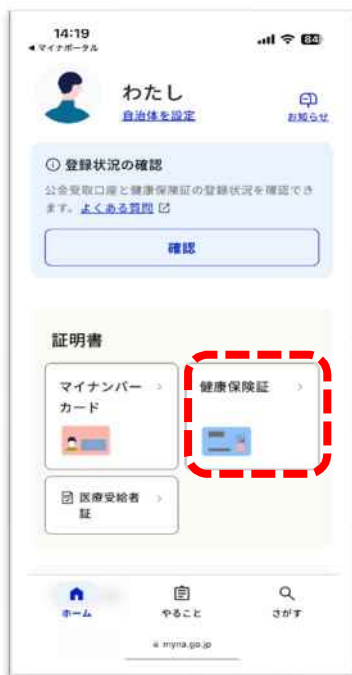 14:19
84
マイナポータル
わたし
自治体を設定
お知らせ
登録状況の確認
公金受取口座と健康保険証の登録状況を確認でき
ます。よくある質問
確認
証明書
マイナンバー
カード
健康保険証
医療受給者
証
ホーム
やること
さがす
myna.go.jp